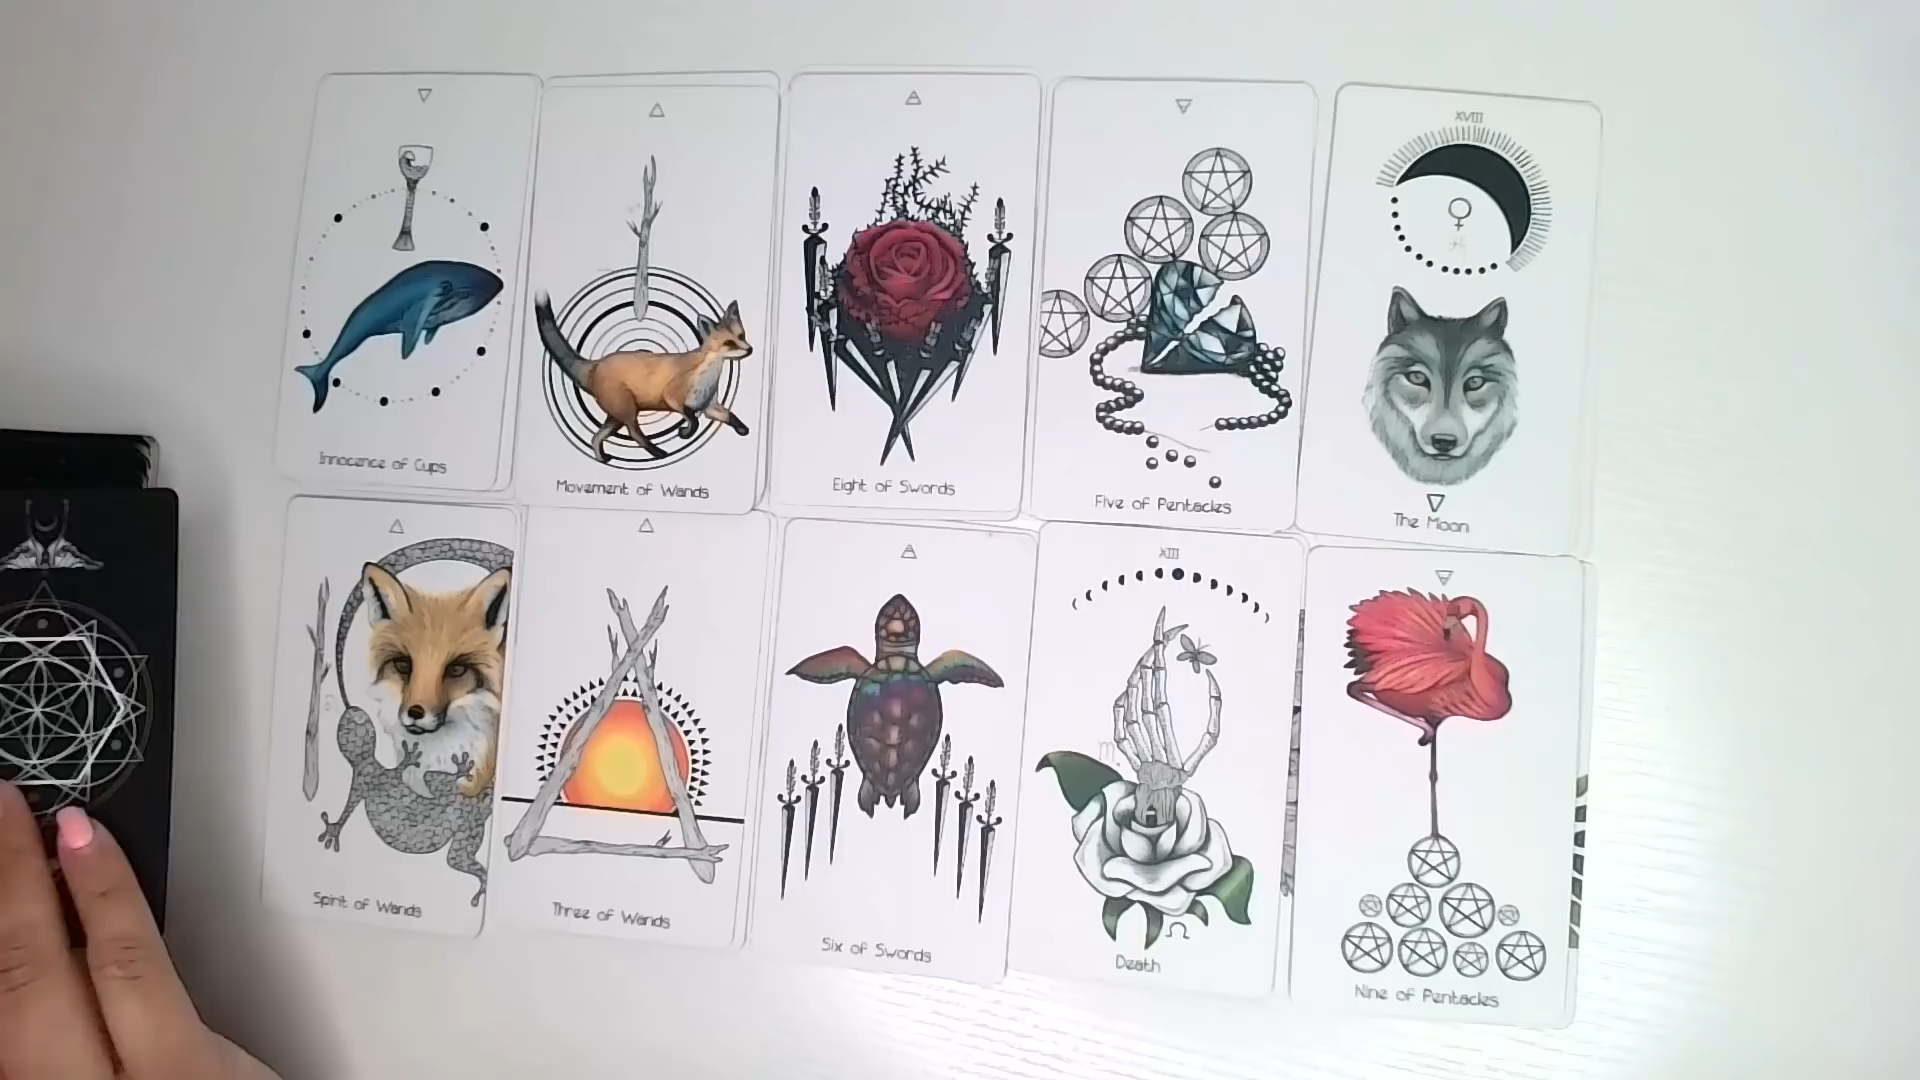 XVIII
Innocence of Cups
Movement of Wands
Eight of Swords
Five of Pentacles
The Moon
XIII
Spirit of Wands
Three of Wands
Six of Swords
Death
Nine of Pentacles